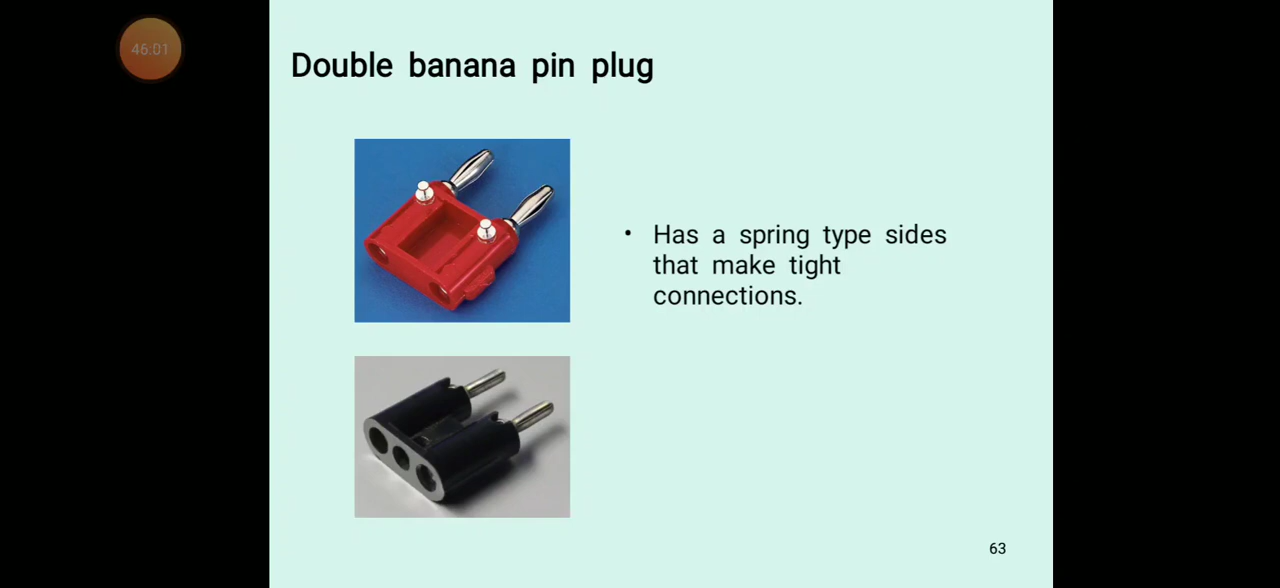 46:01
Double banana pin plug
• Has a spring type sides
that make tight
connections.
63